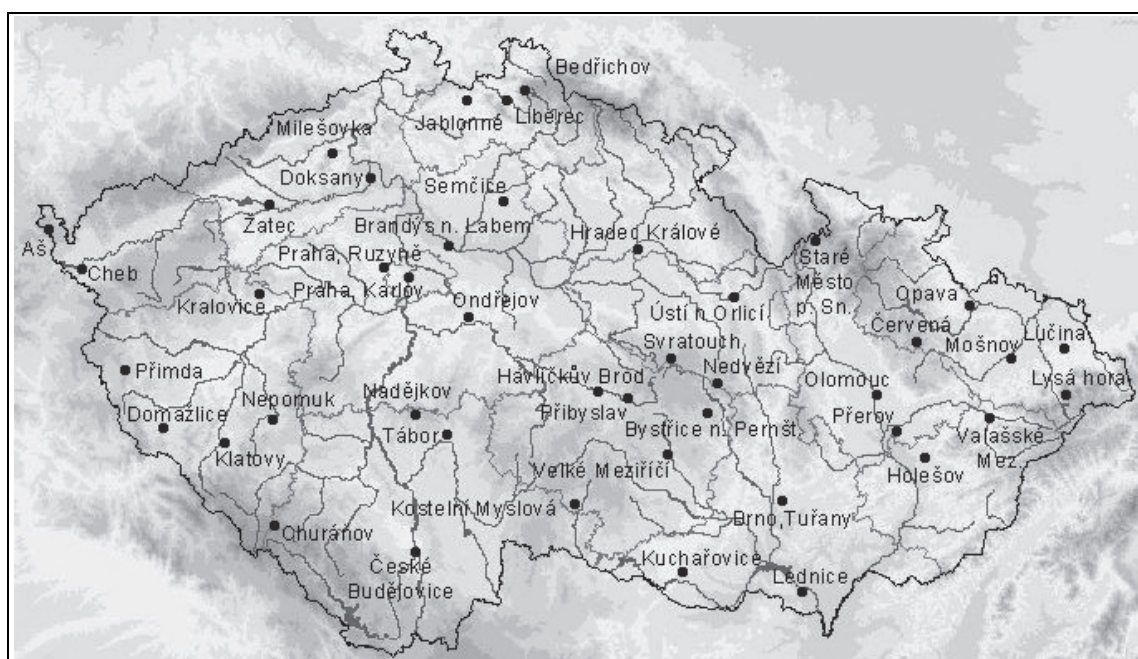 Bedřichov
Liberec
Jablonné
Milešovka
Doksany
Semčice
Žatec
Brandýs n. Labem
Hradec Králové
Aš
Cheb
Praha, Ruzyně
Praha, Karlov
Kralovice
Ondřejov
Ústí n.Orlicí
Staré
Město
p. Sn.
Opava
Červená
Mošnov
Lučina
Lysá hora
Svratouch
Nedvězí
Přimda
Domažlice
Nepomuk
Klatovy
Nadějkov
Tábor
Havlíčkův Brod
Přibyslav
Bystřice n. Pernšt.
Olomouc
Přerov
Valašské
Mez.
Holešov
Velké Meziříčí
Kostelní Myslová
Churáňov
České
Budějovice
Brno,Tuřany
Kuchařovice
Lednice